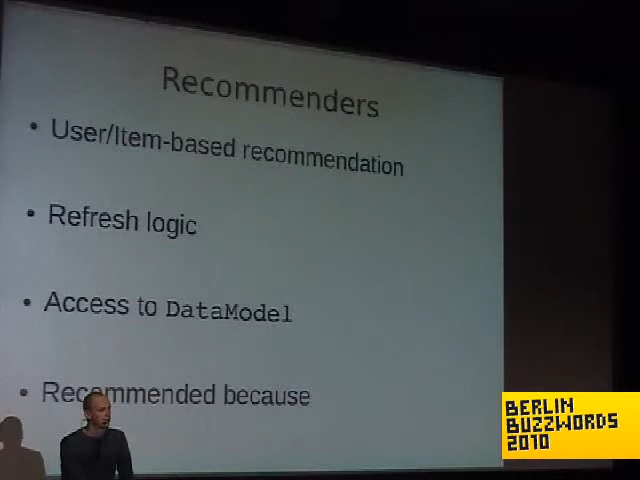 Recommenders
• User/Item-based recommendation
• Refresh logic
• Access to DataModel
• Recommended because
BERLIN
BUZZWORDS
2010